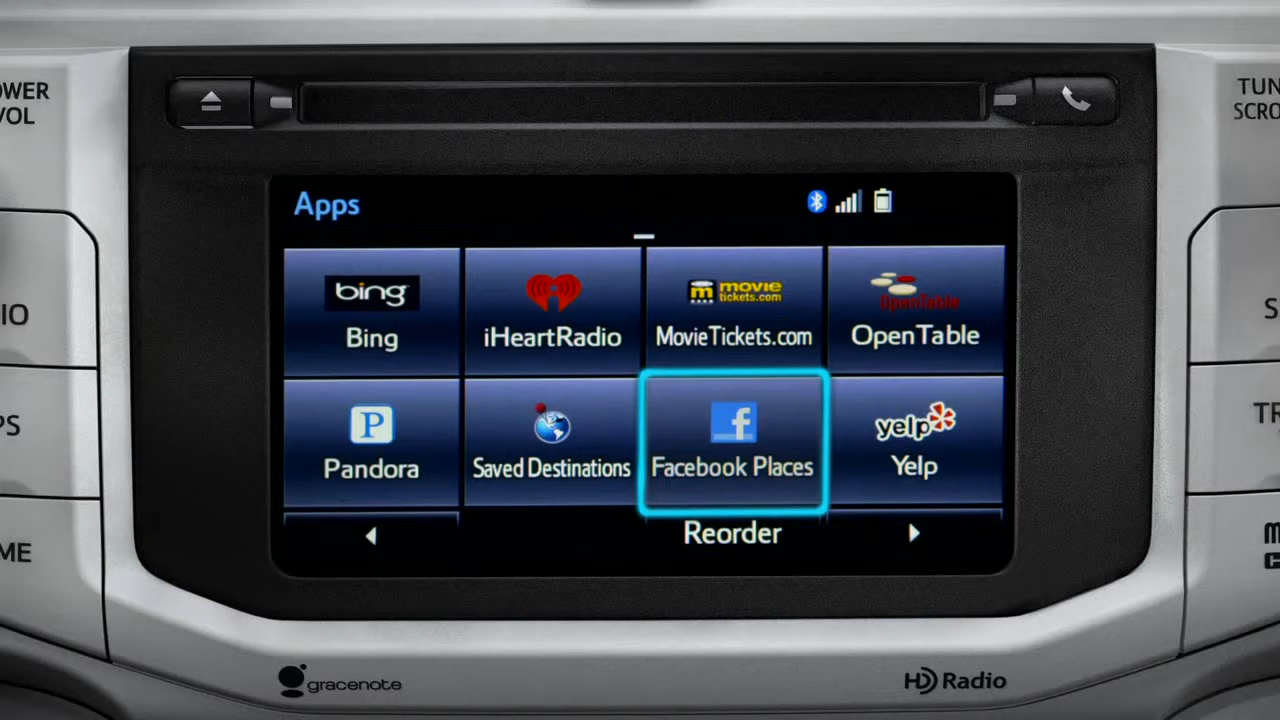 OWER
VOL
TUN
SCRO
Apps
bing
Bing
iHeartRadio
m movie
tickets.com
MovieTickets.com
OpenTable
OpenTable
IO
S
P
Pandora
Saved Destinations
f
Facebook Places
yelp
Yelp
PS
TR
Reorder
ME
M
C
gracenote
HD Radio